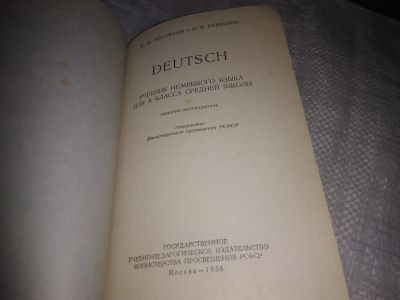 DEUTSCH
УЧЕБНИК НЕМЕЦКОГО ЯЗЫКА
ДЛЯ X КЛАССА СРЕДНЕЙ ШКОЛЫ
Утверждено
Министерством просвещения РСФСР
ГОСУДАРСТВЕННОЕ
УЧЕБНО-ПЕДАГОГИЧЕСКОЕ ИЗДАТЕЛЬСТВО
МИНИСТЕРСТВА ПРОСВЕЩЕНИЯ РСФСР
Москва—1956